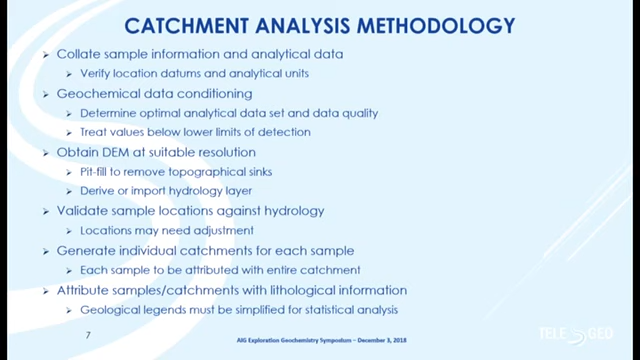 CATCHMENT ANALYSIS METHODOLOGY
Collate sample information and analytical data
Verify location datums and analytical units
Geochemical data conditioning
Determine optimal analytical data set and data quality
Treat values below lower limits of detection
Obtain DEM at suitable resolution
Pit-fill to remove topographical sinks
Derive or import hydrology layer
Validate sample locations against hydrology
Locations may need adjustment
Generate individual catchments for each sample
Each sample to be attributed with entire catchment
Attribute samples/catchments with lithological information
Geological legends must be simplified for statistical analysis
7
AIG Exploration Geochemistry Symposium – December 3, 2018
TELE GEO